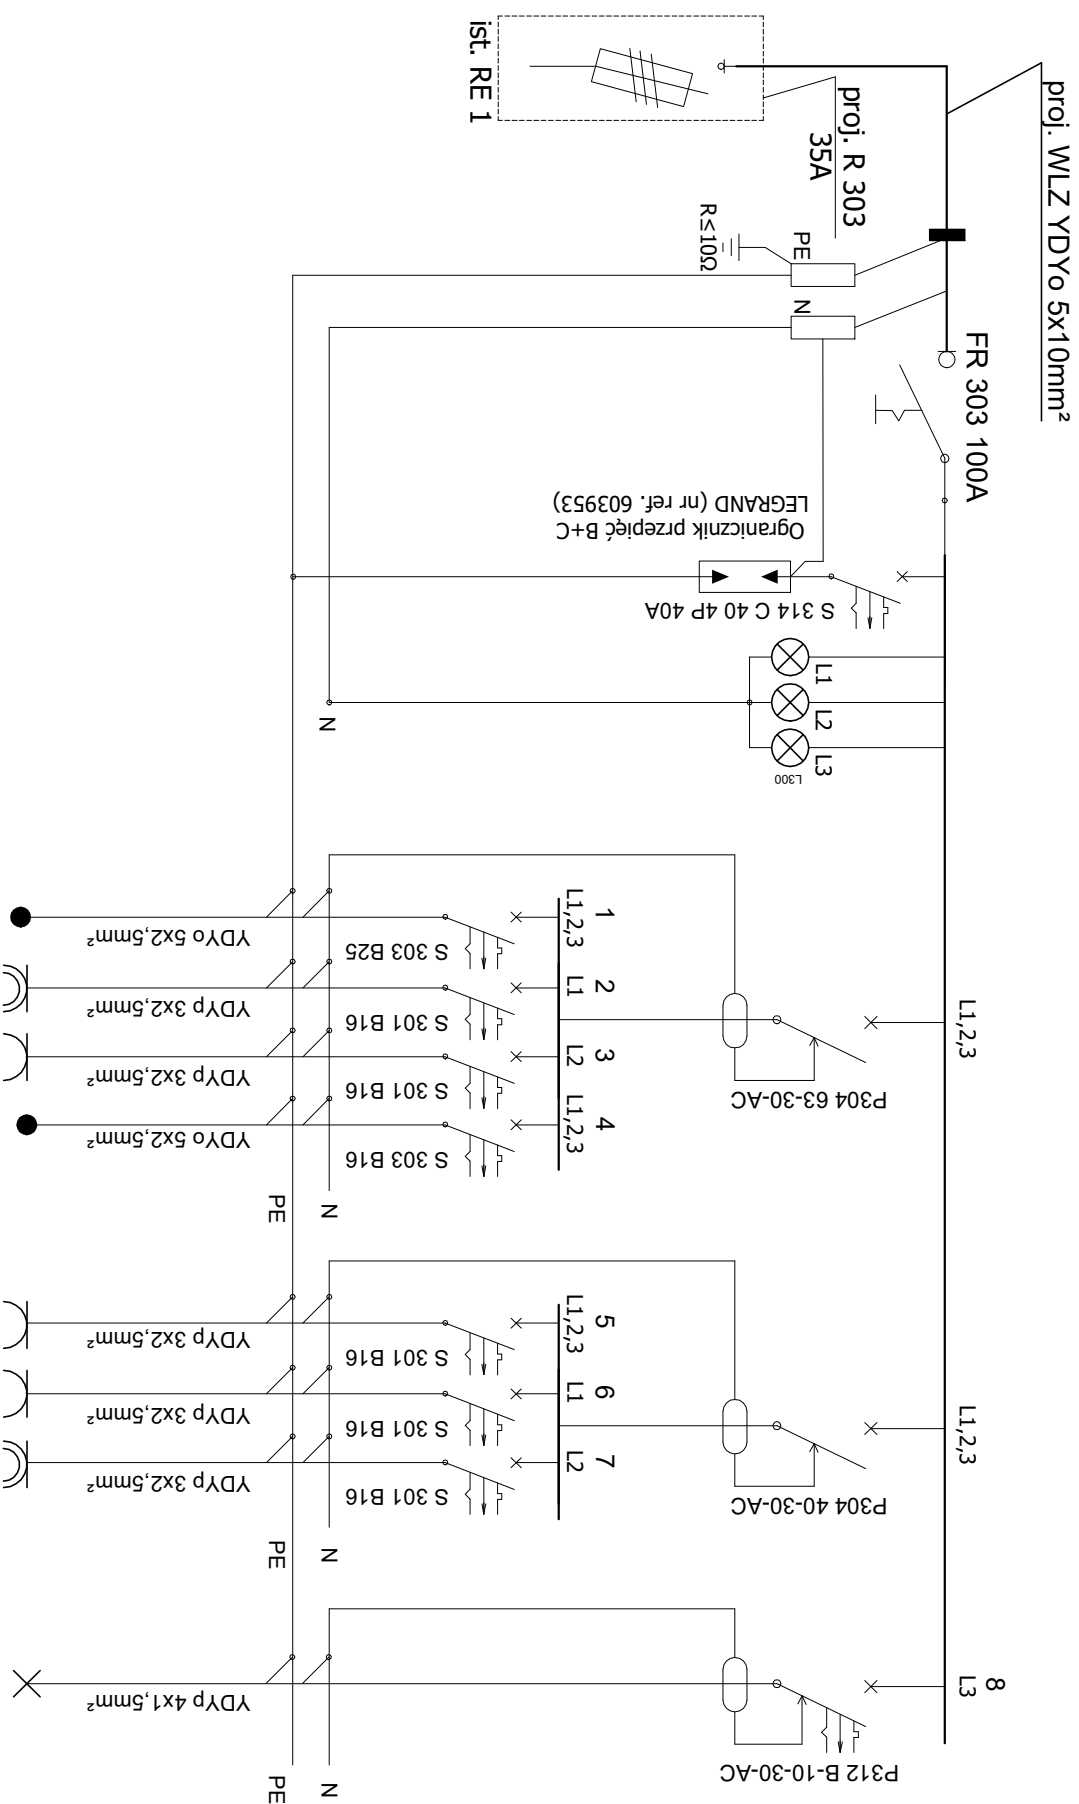 proj. WLZ YDYo 5x10mm²
ist. RE 1
proj. R 303
35A
PE
R≤10Ω
N
FR 303 100A
Ogranicznik przepięć B+C
LEGRAND (nr ref. 603953)
S 314 C 40 4P 40A
L1
L2
L3
L300
N
L1,2,3
P304 63-30-AC
1
L1,2,3
S 303 B25
YDYo 5x2,5mm²
2
L1
S 301 B16
YDYp 3x2,5mm²
3
L2
S 301 B16
YDYp 3x2,5mm²
4
L1,2,3
S 303 B16
YDYo 5x2,5mm²
N
PE
L1,2,3
P304 40-30-AC
5
L1,2,3
S 301 B16
YDYp 3x2,5mm²
6
L1
S 301 B16
YDYp 3x2,5mm²
7
L2
S 301 B16
YDYp 3x2,5mm²
N
PE
8
L3
P312 B-10-30-AC
YDYp 4x1,5mm²
N
PE